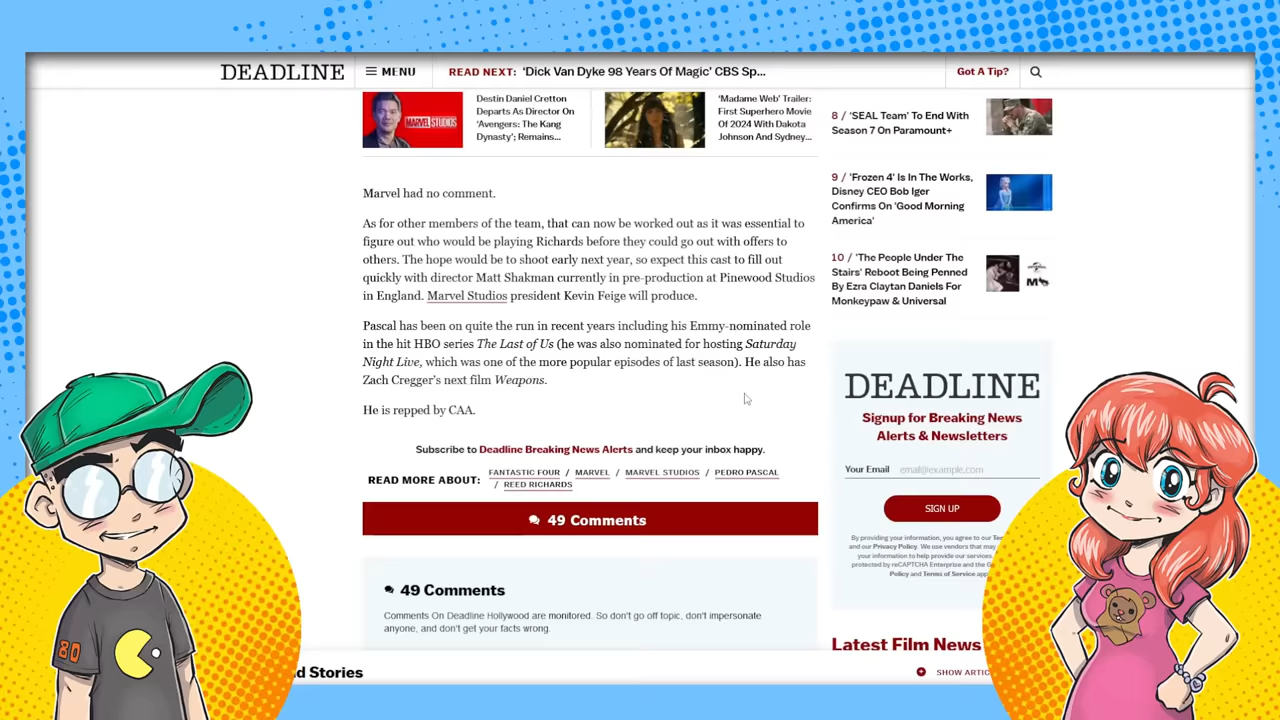 DEADLINE
MENU
READ NEXT: ‘Dick Van Dyke 98 Years Of Magic’ CBS Sp...
Got A Tip?
MARVEL STUDIOS
Destin Daniel Cretton
Departs As Director On
‘Avengers: The Kang
Dynasty’; Remains...
‘Madame Web’ Trailer:
First Superhero Movie
Of 2024 With Dakota
Johnson And Sydney...
Marvel had no comment.
As for other members of the team, that can now be worked out as it was essential to
figure out who would be playing Richards before they could go out with offers to
others. The hope would be to shoot early next year, so expect this cast to fill out
quickly with director Matt Shakman currently in pre-production at Pinewood Studios
in England. Marvel Studios president Kevin Feige will produce.
Pascal has been on quite the run in recent years including his Emmy-nominated role
in the hit HBO series The Last of Us (he was also nominated for hosting Saturday
Night Live, which was one of the more popular episodes of last season). He also has
Zach Cregger’s next film Weapons.
He is repped by CAA.
Subscribe to Deadline Breaking News Alerts and keep your inbox happy.
READ MORE ABOUT: FANTASTIC FOUR / MARVEL / MARVEL STUDIOS / PEDRO PASCAL
/ REED RICHARDS
49 Comments
49 Comments
Comments On Deadline Hollywood are monitored. So don't go off topic, don't impersonate
anyone, and don't get your facts wrong.
d Stories
8 / ‘SEAL Team’ To End With
Season 7 On Paramount+
9 / ‘Frozen 4’ Is In The Works,
Disney CEO Bob Iger
Confirms On ‘Good Morning
America’
10 / ‘The People Under The
Stairs’ Reboot Being Penned
By Ezra Claytan Daniels For
Monkeypaw & Universal
DEADLINE
Signup for Breaking News
Alerts & Newsletters
Your Email email@example.com
SIGN UP
By providing your information, you agree to our
and our Privacy Policy. We use vendors that may
your information to help provide our services.
protected by reCAPTCHA Enterprise and the
Policy and Terms of Service
Latest Film News
SHOW ARTIC
80